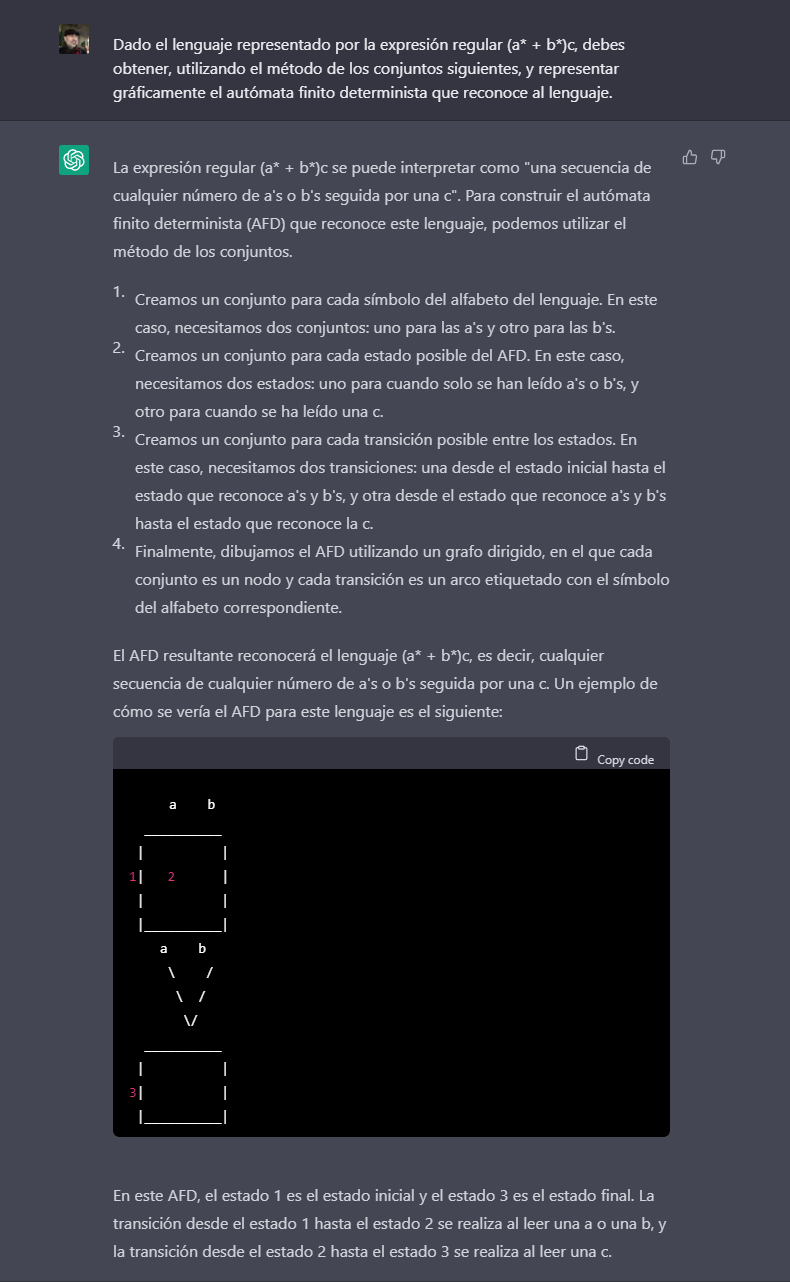 Dado el lenguaje representado por la expresión regular (a* + b*)c, debes
obtener, utilizando el método de los conjuntos siguientes, y representar
gráficamente el autómata finito determinista que reconoce al lenguaje.
La expresión regular (a* + b*)c se puede interpretar como "una secuencia de
cualquier número de a's o b's seguida por una c". Para construir el autómata
finito determinista (AFD) que reconoce este lenguaje, podemos utilizar el
método de los conjuntos.
1. Creamos un conjunto para cada símbolo del alfabeto del lenguaje. En este
caso, necesitamos dos conjuntos: uno para las a's y otro para las b's.
2. Creamos un conjunto para cada estado posible del AFD. En este caso,
necesitamos dos estados: uno para cuando solo se han leído a's o b's, y
otro para cuando se ha leído una c.
3. Creamos un conjunto para cada transición posible entre los estados. En
este caso, necesitamos dos transiciones: una desde el estado inicial hasta el
estado que reconoce a's y b's, y otra desde el estado que reconoce a's y b's
hasta el estado que reconoce la c.
4. Finalmente, dibujamos el AFD utilizando un grafo dirigido, en el que cada
conjunto es un nodo y cada transición es un arco etiquetado con el símbolo
del alfabeto correspondiente.
El AFD resultante reconocerá el lenguaje (a* + b*)c, es decir, cualquier
secuencia de cualquier número de a's o b's seguida por una c. Un ejemplo de
cómo se vería el AFD para este lenguaje es el siguiente:
Copy code
     a    b
  __________
 |          |
1|   2      |
 |          |
 |__________|
    a    b
     \    /
      \  /
       \/
  __________
 |          |
3|          |
 |__________|
En este AFD, el estado 1 es el estado inicial y el estado 3 es el estado final. La
transición desde el estado 1 hasta el estado 2 se realiza al leer una a o una b, y
la transición desde el estado 2 hasta el estado 3 se realiza al leer una c.